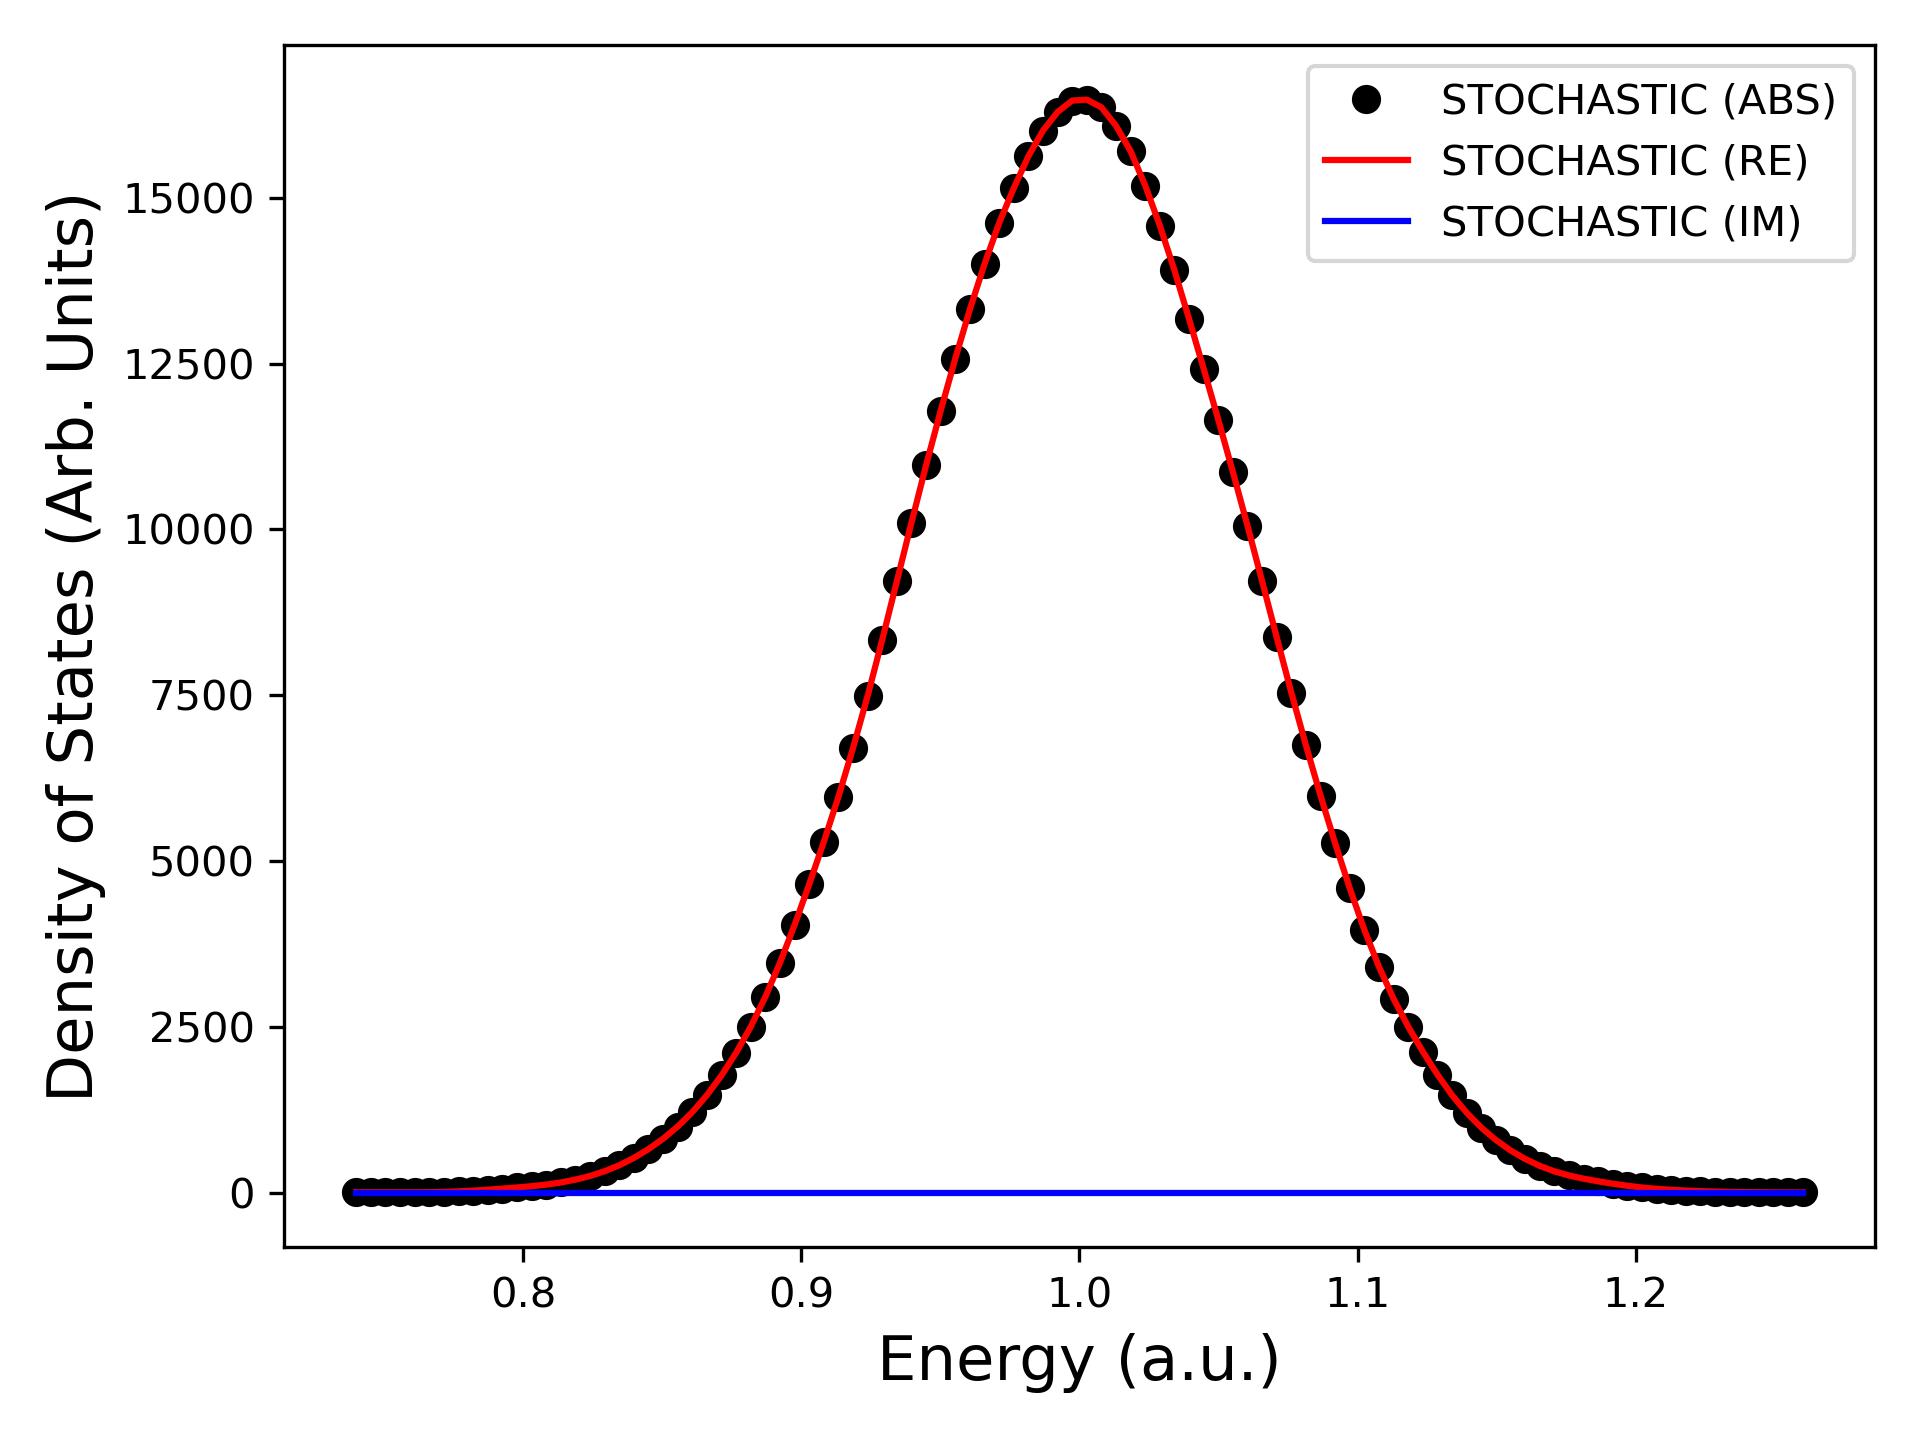 STOCHASTIC (ABS)
STOCHASTIC (RE)
STOCHASTIC (IM)
Density of States (Arb. Units)
15000
12500
10000
7500
5000
2500
0
0.8
0.9
1.0
1.1
1.2
Energy (a.u.)